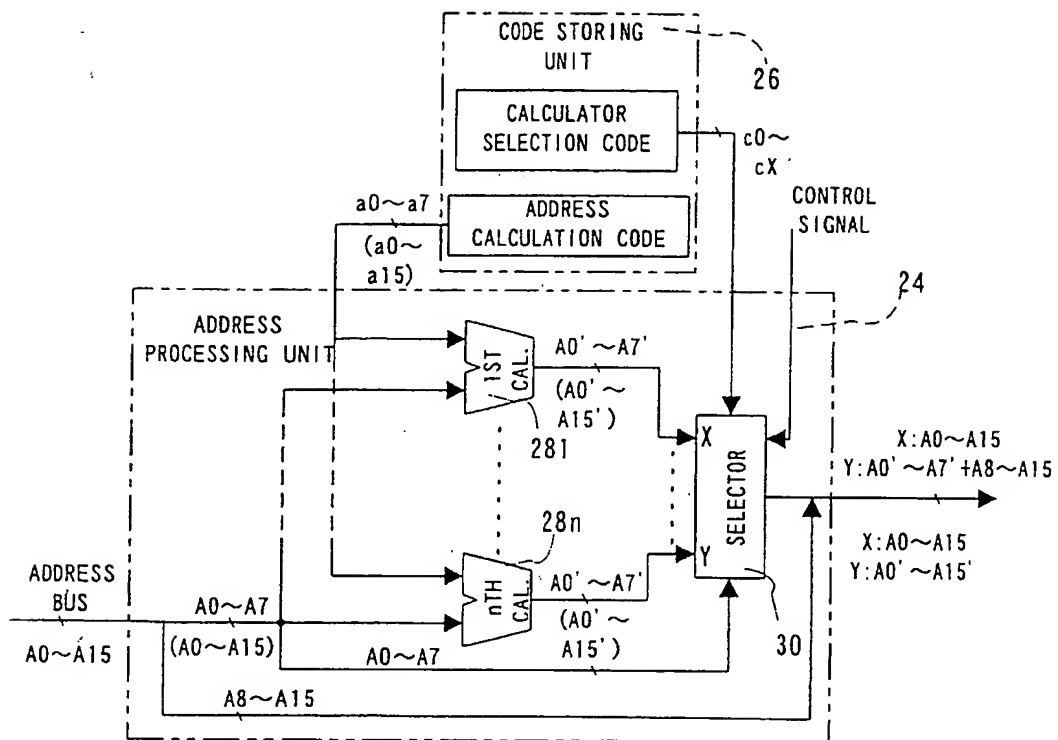 CODE STORING
UNIT
26
CALCULATOR
SELECTION CODE
c0~
cX
a0~a7
(a0~
a15)
ADDRESS
CALCULATION CODE
CONTROL
SIGNAL
24
ADDRESS
PROCESSING UNIT
1ST
CAL.
A0'~A7'
(A0'~
A15')
281
X
SELECTOR
X:A0~A15
Y:A0'~A7'+A8~A15
28n
Y
nTH
CAL.
A0'~A7'
(A0'~
A15')
X:A0~A15
Y:A0'~A15'
30
ADDRESS
BUS
A0~A15
A0~A7
(A0~A15)
A0~A7
A8~A15